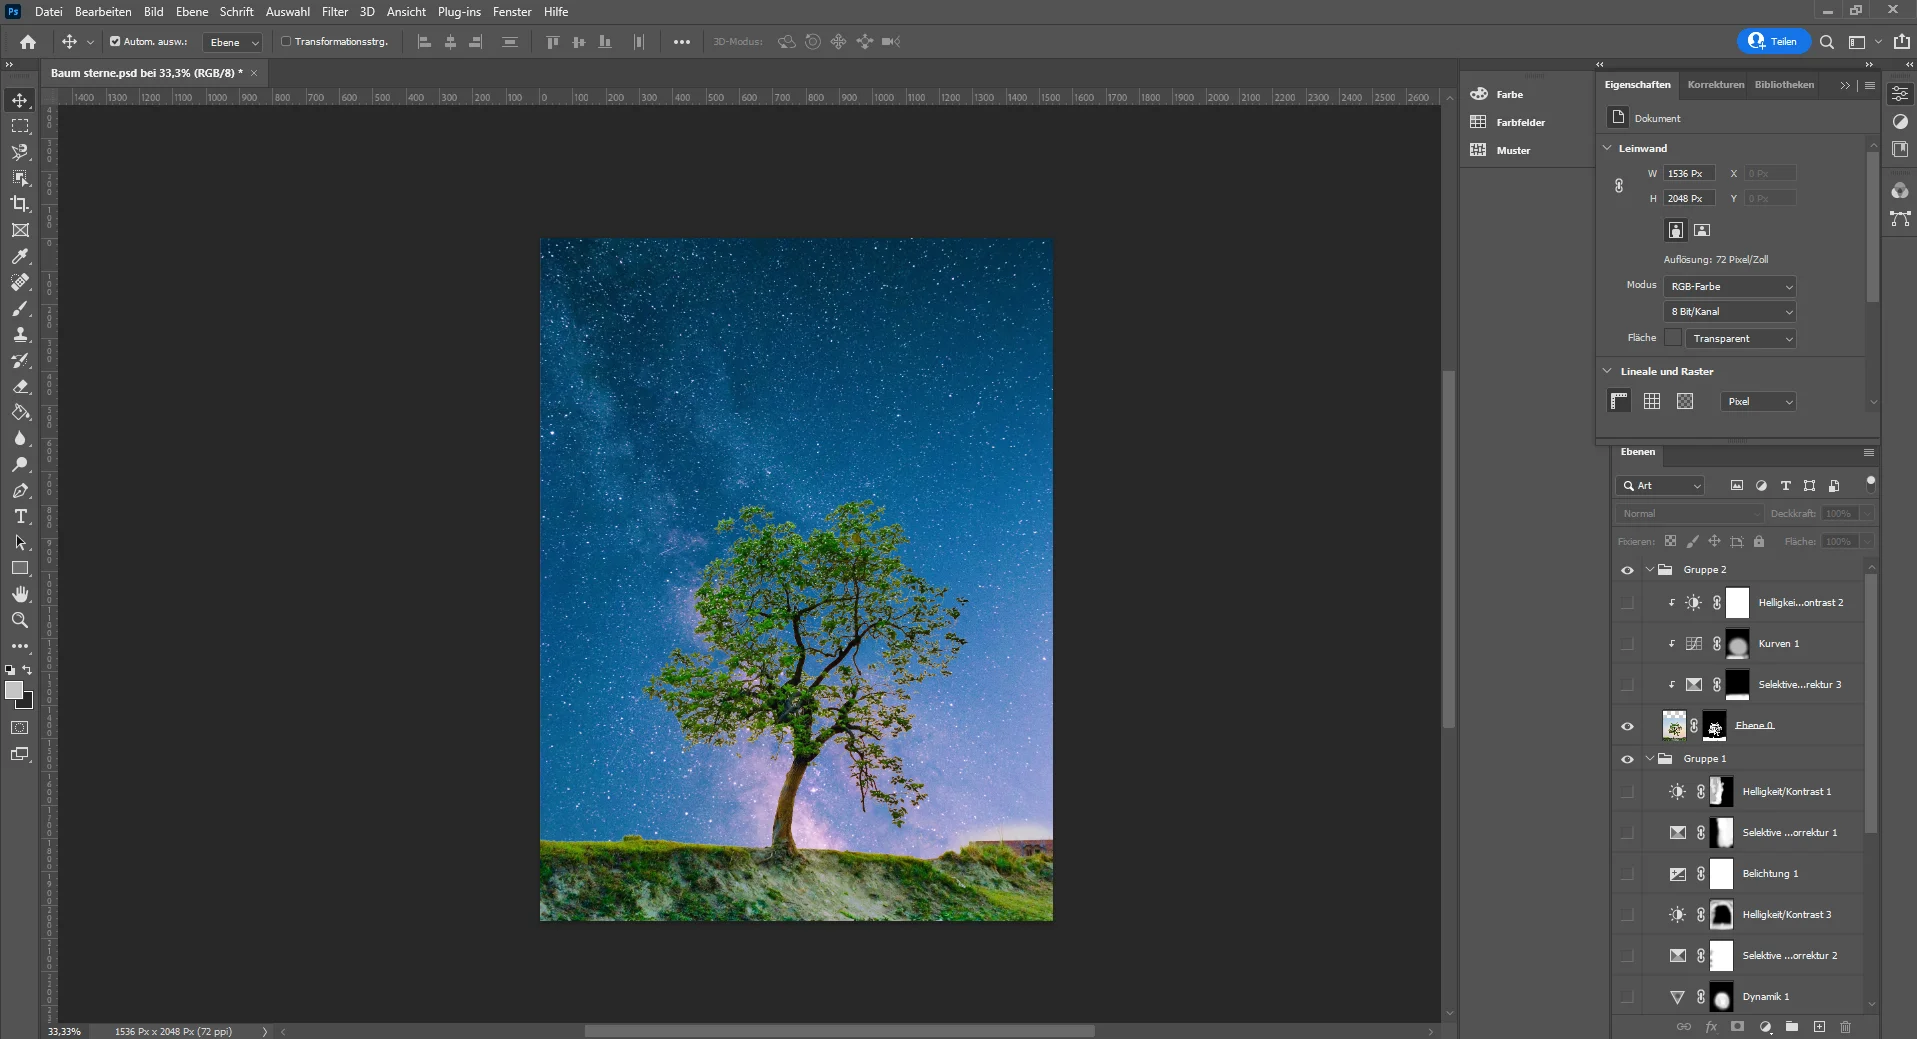 Ps Datei Bearbeiten Bild Ebene Schrift Auswahl Filter 3D Ansicht Plug-ins Fenster Hilfe
Autom. ausw.: Ebene Transformationsstrg. 3D-Modus: Teilen
Baum sterne.psd bei 33,3% (RGB/8) *
1400 1300 1200 1100 1000 900 800 700 600 500 400 300 200 100 0 100 200 300 400 500 600 700 800 900 1000 1100 1200 1300 1400 1500 1600 1700 1800 1900 2000 2100 2200 2300 2400 2500 2600
Farbe
Farbfelder
Muster
Eigenschaften Korrekturen Bibliotheken
Dokument
Leinwand
W 1536 Px X 0 Px
H 2048 Px Y 0 Px
Auflösung: 72 Pixel/Zoll
Modus RGB-Farbe
8 Bit/Kanal
Fläche Transparent
Lineale und Raster
Pixel
Ebenen
Art
Normal Deckkraft: 100%
Fixieren: Fläche: 100%
Gruppe 2
Helligkei...ontrast 2
Kurven 1
Selektive...rektur 3
Ebene 0
Gruppe 1
Helligkeit/Kontrast 1
Selektive ...orrektur 1
Belichtung 1
Helligkeit/Kontrast 3
Selektive ...orrektur 2
Dynamik 1
fx
33,33% 1536 Px x 2048 Px (72 ppi)